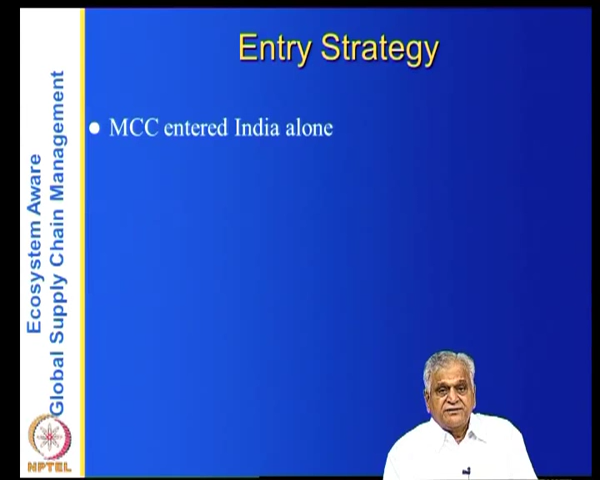 Entry Strategy
● MCC entered India alone
Ecosystem Aware
Global Supply Chain Management
NPTEL